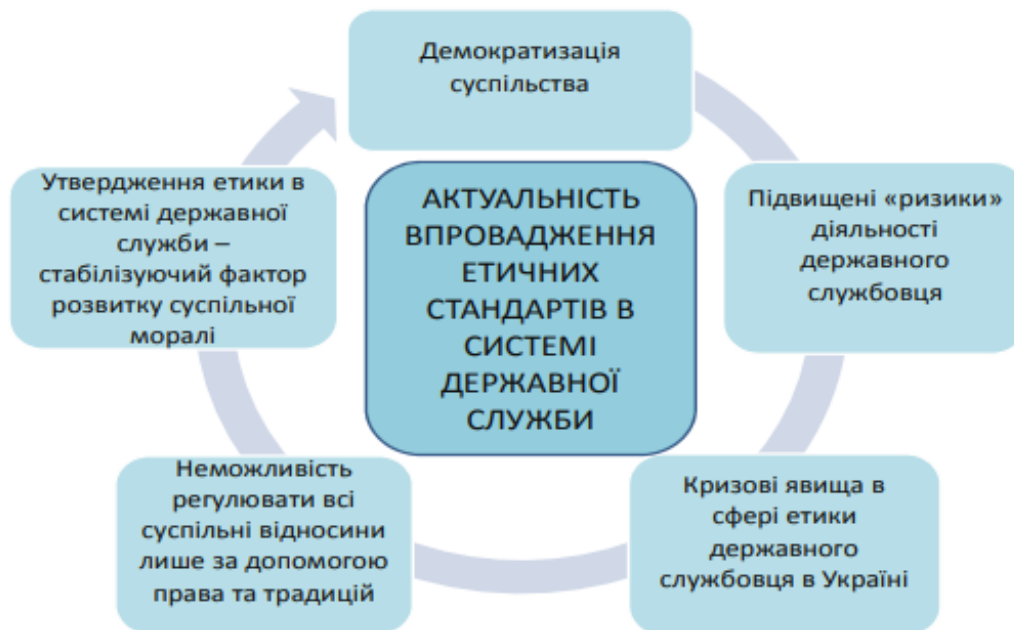 Демократизація
суспільства
Підвищені «ризики»
діяльності
державного
службовця
Кризові явища в
сфері етики
державного
службовця в Україні
Неможливість
регулювати всі
суспільні відносини
лише за допомогою
права та традицій
Утвердження етики в
системі державної
служби –
стабілізуючий фактор
розвитку суспільної
моралі
АКТУАЛЬНІСТЬ
ВПРОВАДЖЕННЯ
ЕТИЧНИХ
СТАНДАРТІВ В
СИСТЕМІ
ДЕРЖАВНОЇ
СЛУЖБИ